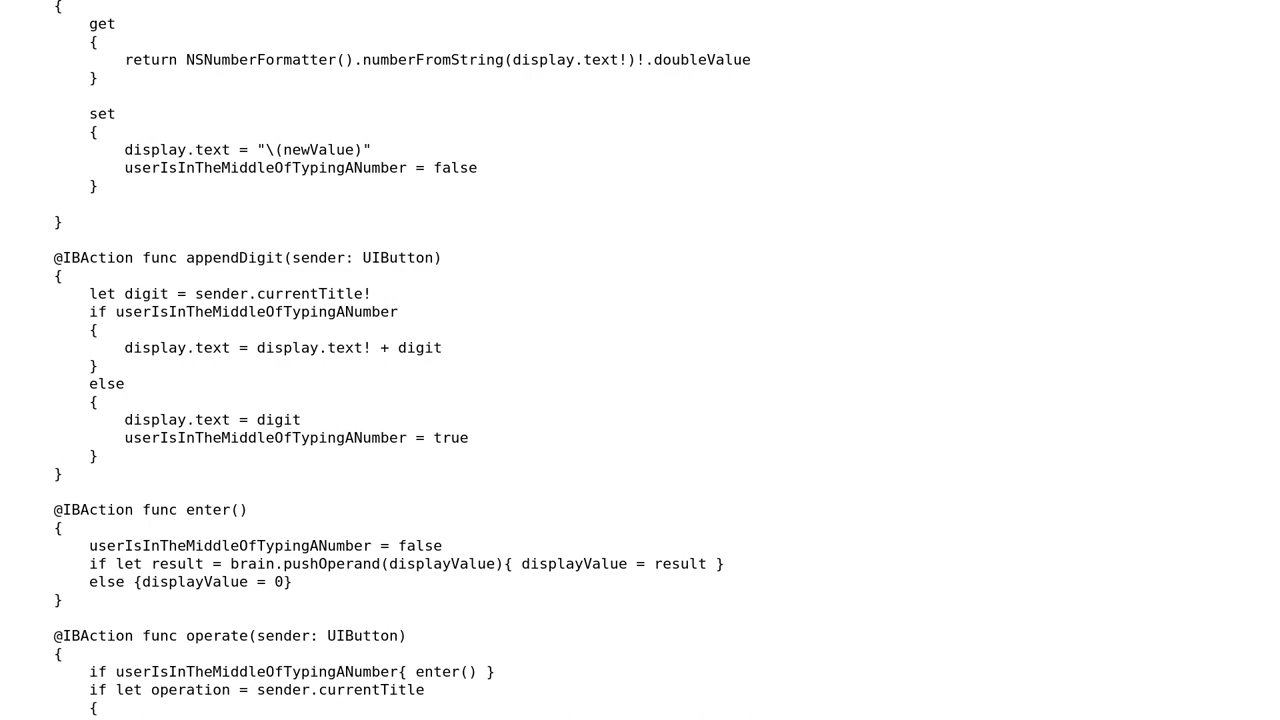 {
get
{
return NSNumberFormatter().numberFromString(display.text!)!.doubleValue
}
set
{
display.text = "\(newValue)"
userIsInTheMiddleOfTypingANumber = false
}
}
@IBAction func appendDigit(sender: UIButton)
{
let digit = sender.currentTitle!
if userIsInTheMiddleOfTypingANumber
{
display.text = display.text! + digit
}
else
{
display.text = digit
userIsInTheMiddleOfTypingANumber = true
}
}
@IBAction func enter()
{
userIsInTheMiddleOfTypingANumber = false
if let result = brain.pushOperand(displayValue){ displayValue = result }
else {displayValue = 0}
}
@IBAction func operate(sender: UIButton)
{
if userIsInTheMiddleOfTypingANumber{ enter() }
if let operation = sender.currentTitle
{